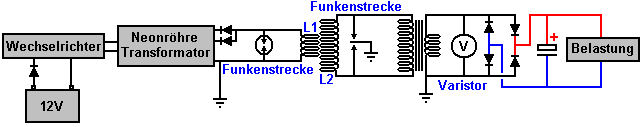 Funkenstrecke
Wechselrichter
Neonröhre
Transformator
L1
V
+
Belastung
Funkenstrecke
L2
Varistor
12V